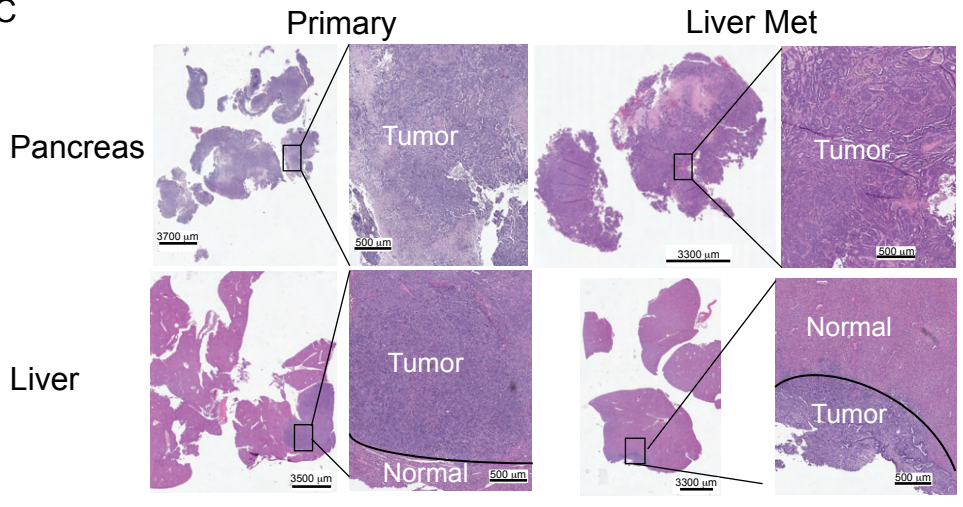 C
Primary
Liver Met
Pancreas
Tumor
3700 µm
500 µm
Tumor
3300 µm
500 µm
Liver
Tumor
Normal
3500 µm
500 µm
Normal
Tumor
3300 µm
500 µm